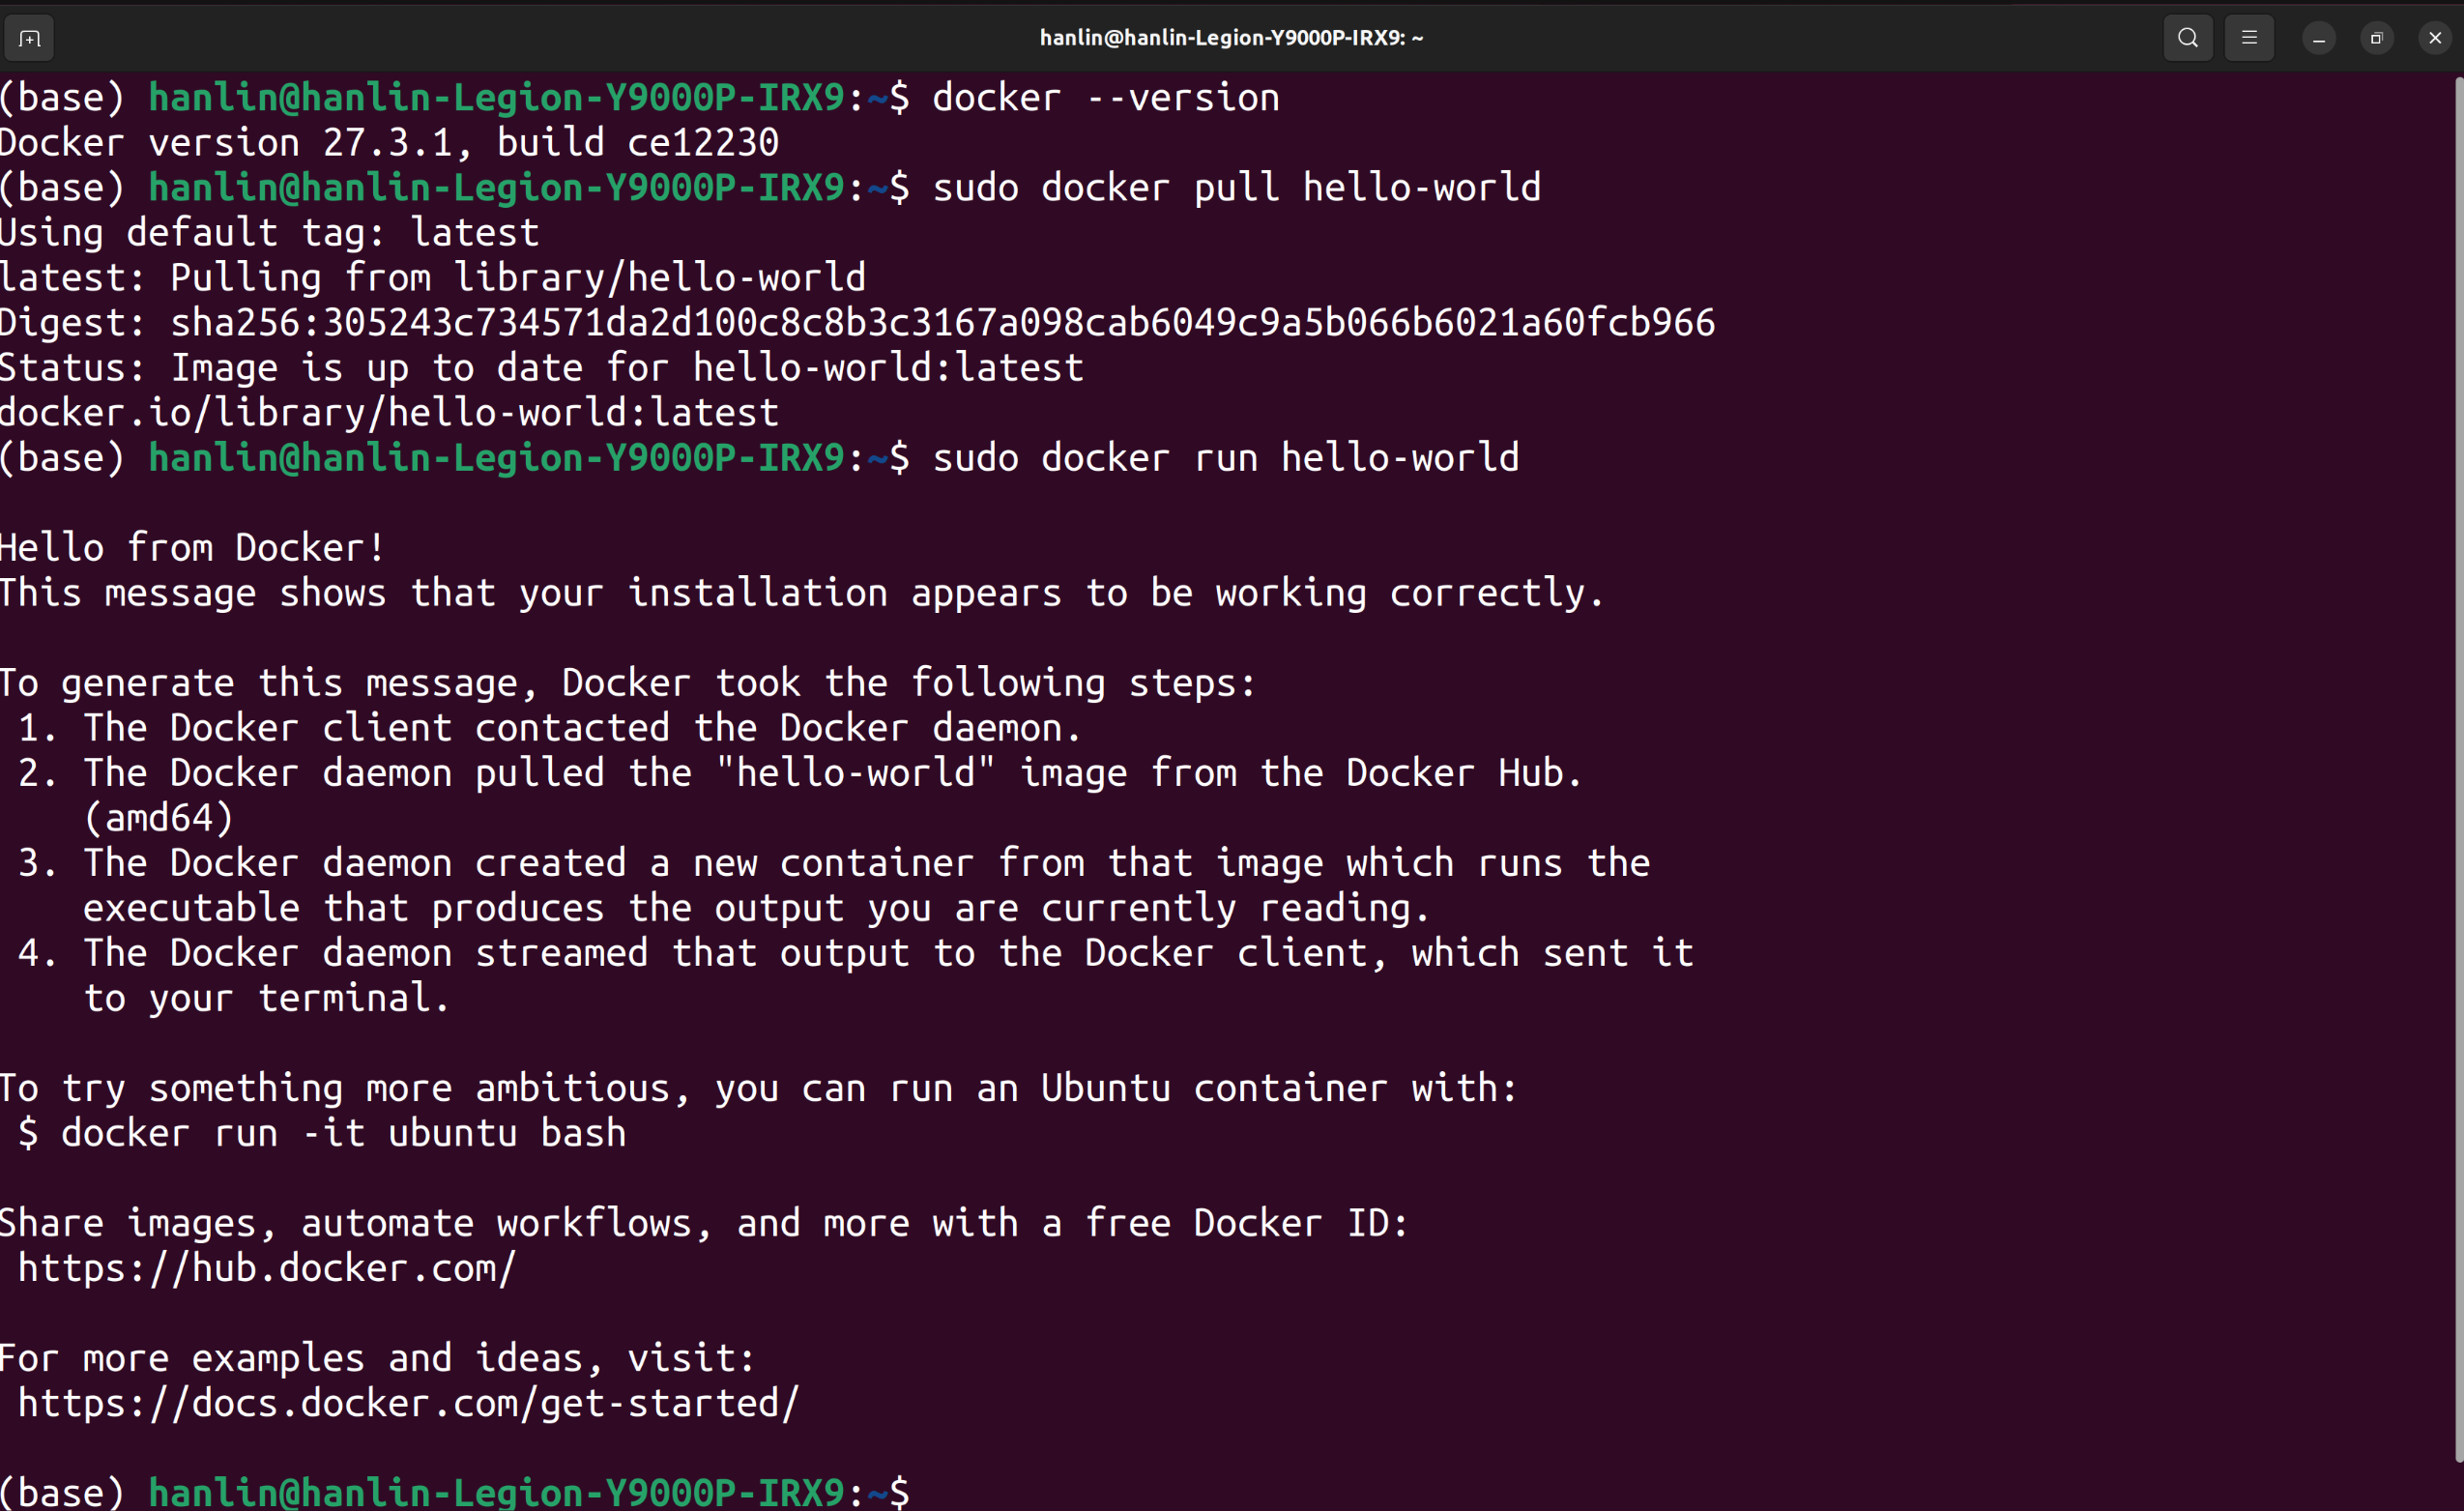 hanlin@hanlin-Legion-Y9000P-IRX9: ~
(base) hanlin@hanlin-Legion-Y9000P-IRX9:~$ docker --version
Docker version 27.3.1, build ce12230
(base) hanlin@hanlin-Legion-Y9000P-IRX9:~$ sudo docker pull hello-world
Using default tag: latest
latest: Pulling from library/hello-world
Digest: sha256:305243c734571da2d100c8c8b3c3167a098cab6049c9a5b066b6021a60fcb966
Status: Image is up to date for hello-world:latest
docker.io/library/hello-world:latest
(base) hanlin@hanlin-Legion-Y9000P-IRX9:~$ sudo docker run hello-world

Hello from Docker!
This message shows that your installation appears to be working correctly.

To generate this message, Docker took the following steps:
 1. The Docker client contacted the Docker daemon.
 2. The Docker daemon pulled the "hello-world" image from the Docker Hub.
    (amd64)
 3. The Docker daemon created a new container from that image which runs the
    executable that produces the output you are currently reading.
 4. The Docker daemon streamed that output to the Docker client, which sent it
    to your terminal.

To try something more ambitious, you can run an Ubuntu container with:
 $ docker run -it ubuntu bash

Share images, automate workflows, and more with a free Docker ID:
 https://hub.docker.com/

For more examples and ideas, visit:
 https://docs.docker.com/get-started/

(base) hanlin@hanlin-Legion-Y9000P-IRX9:~$